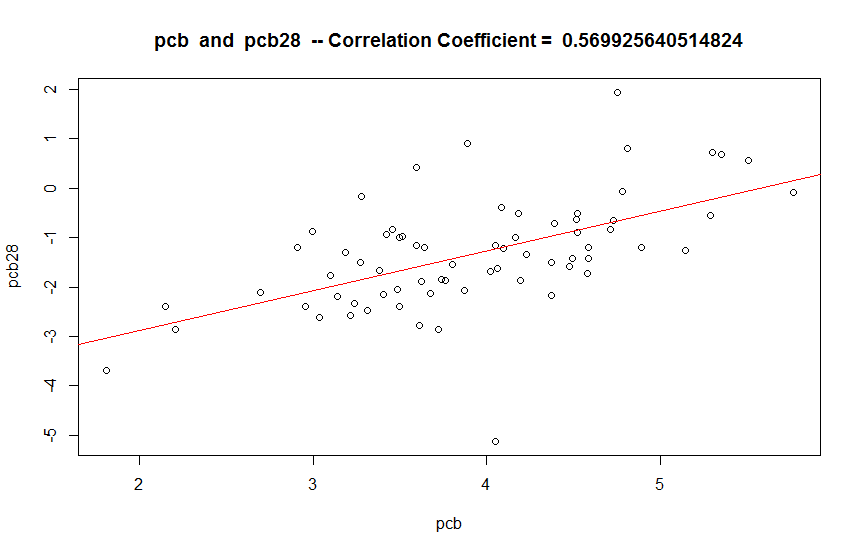 pcb and pcb28 -- Correlation Coefficient = 0.569925640514824
2
1
0
-1
-2
-3
-4
-5
pcb28
2 3 4 5
pcb